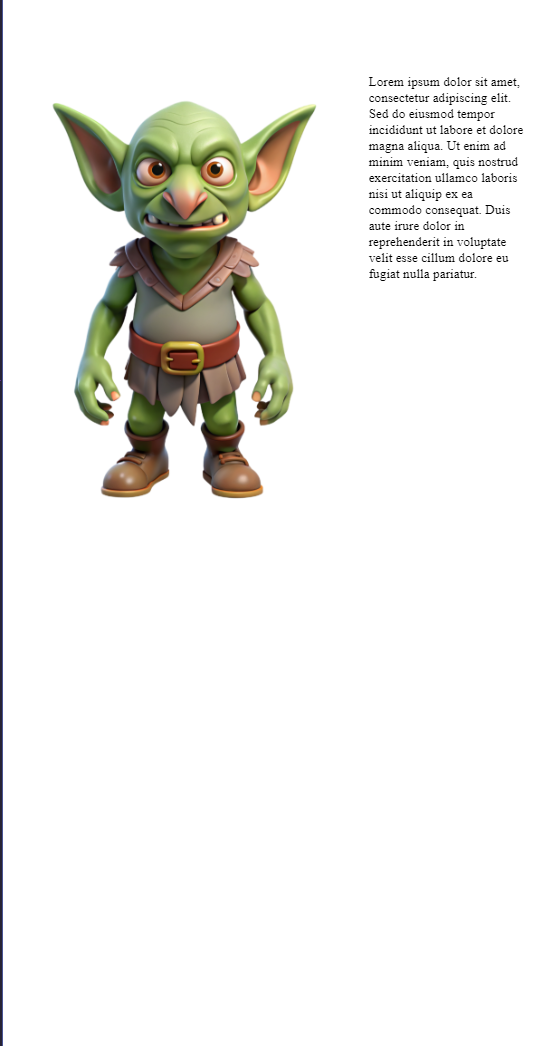 Lorem ipsum dolor sit amet,
consectetur adipiscing elit.
Sed do eiusmod tempor
incididunt ut labore et dolore
magna aliqua. Ut enim ad
minim veniam, quis nostrud
exercitation ullamco laboris
nisi ut aliquip ex ea
commodo consequat. Duis
aute irure dolor in
reprehenderit in voluptate
velit esse cillum dolore eu
fugiat nulla pariatur.